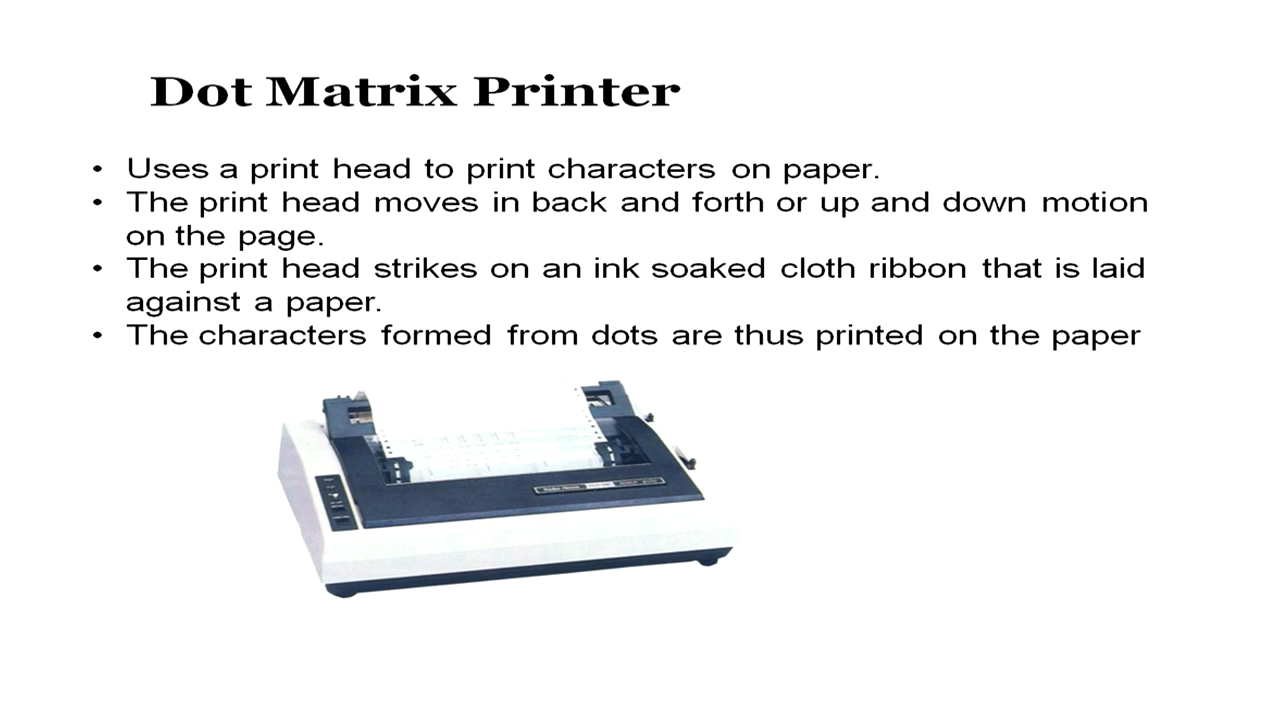 Dot Matrix Printer
• Uses a print head to print characters on paper.
• The print head moves in back and forth or up and down motion
on the page.
• The print head strikes on an ink soaked cloth ribbon that is laid
against a paper.
• The characters formed from dots are thus printed on the paper